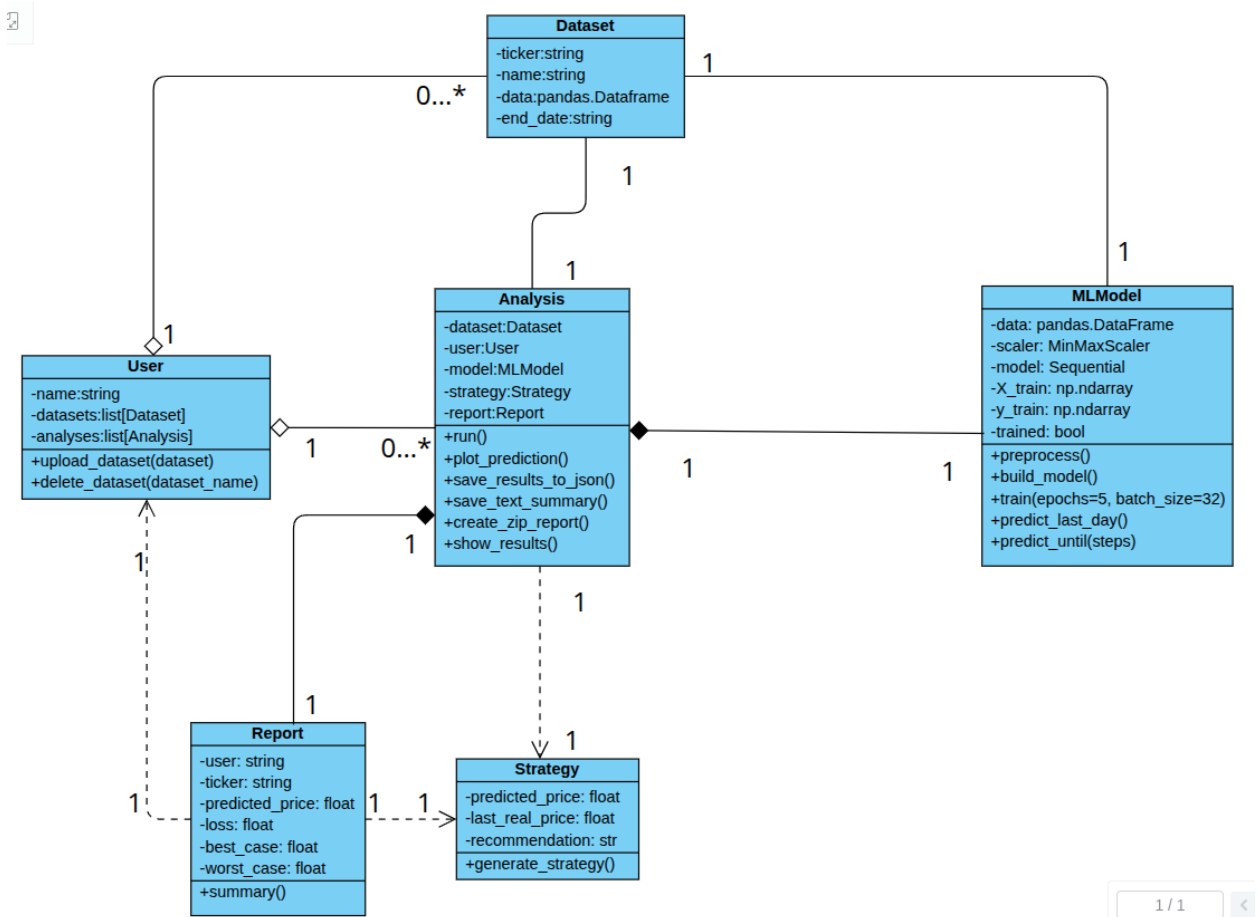 Dataset
-ticker:string
-name:string
-data:pandas.Dataframe
-end_date:string
1
0...*
1
1
1
1
Analysis
-dataset:Dataset
-user:User
-model:MLModel
-strategy:Strategy
-report:Report
+run()
+plot_prediction()
+save_results_to_json()
+save_text_summary()
+create_zip_report()
+show_results()
MLModel
-data: pandas.DataFrame
-scaler: MinMaxScaler
-model: Sequential
-X_train: np.ndarray
-y_train: np.ndarray
-trained: bool
+preprocess()
+build_model()
+train(epochs=5, batch_size=32)
+predict_last_day()
+predict_until(steps)
User
-name:string
-datasets:list[Dataset]
-analyses:list[Analysis]
+upload_dataset(dataset)
+delete_dataset(dataset_name)
1
0...*
1
1
1
1
1
1
1
1
Report
-user: string
-ticker: string
-predicted_price: float
-loss: float
-best_case: float
-worst_case: float
+summary()
1
1
1
Strategy
-predicted_price: float
-last_real_price: float
-recommendation: str
+generate_strategy()
1 / 1